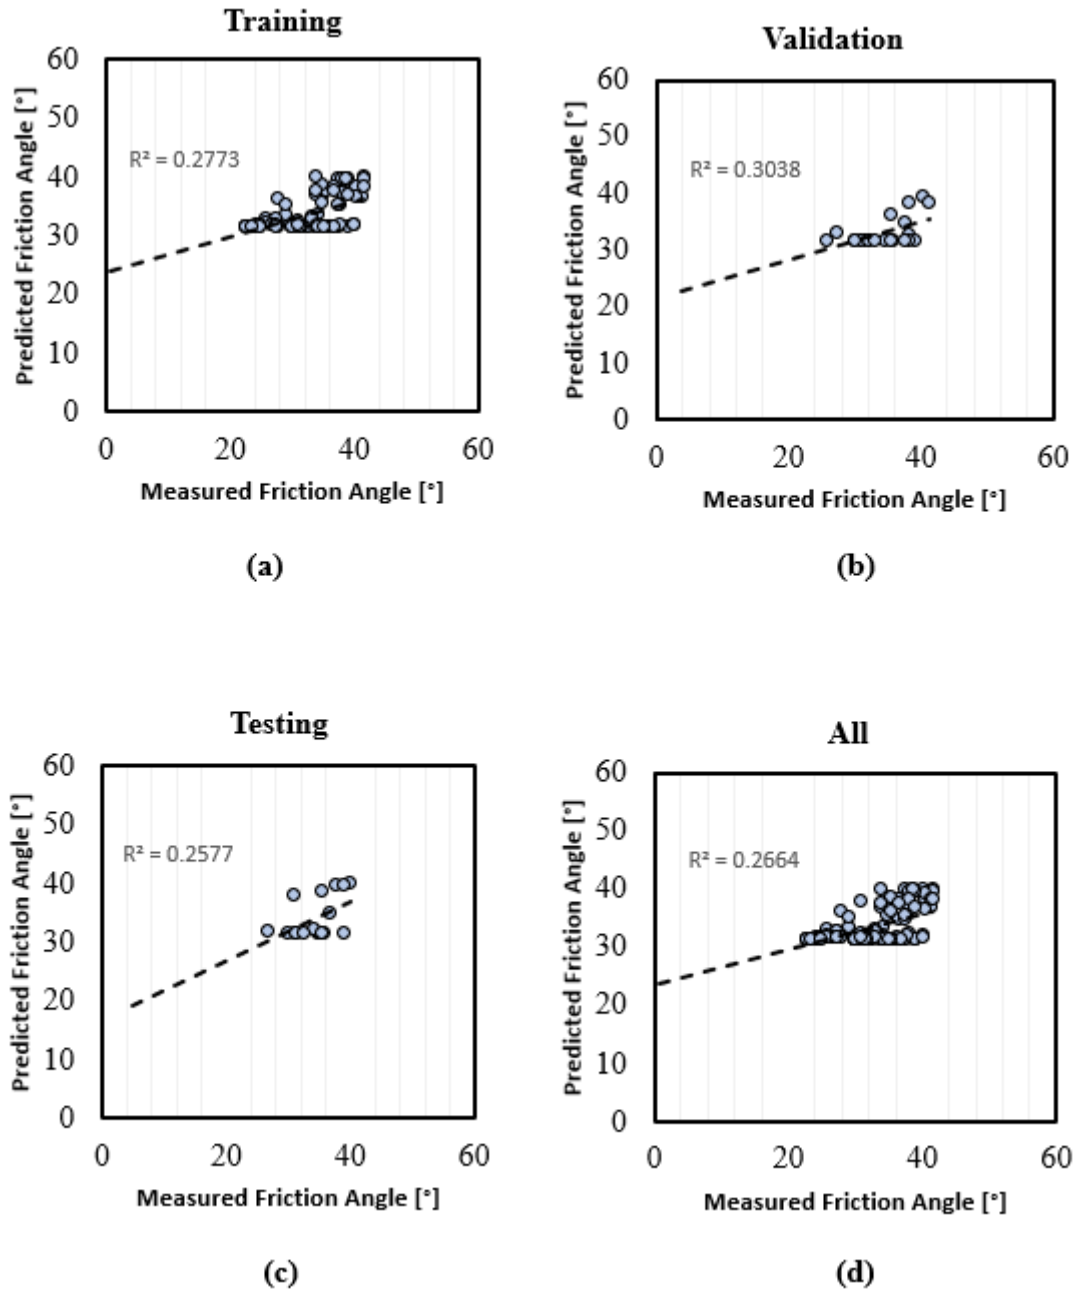 Training
Predicted Friction Angle [°]
60
50
40
30
20
10
0
R² = 0.2773
0 20 40 60
Measured Friction Angle [°]
(a)
Validation
Predicted Friction Angle [°]
60
50
40
30
20
10
0
R² = 0.3038
0 20 40 60
Measured Friction Angle [°]
(b)
Testing
Predicted Friction Angle [°]
60
50
40
30
20
10
0
R² = 0.2577
0 20 40 60
Measured Friction Angle [°]
(c)
All
Predicted Friction Angle [°]
60
50
40
30
20
10
0
R² = 0.2664
0 20 40 60
Measured Friction Angle [°]
(d)